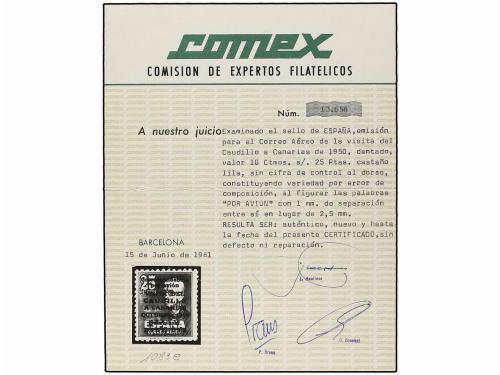 comex
COMISION DE EXPERTOS FILATELICOS
Núm. 13.656
A nuestro juicio Examinado el sello de ESPAÑA,emisión
para el Correo Aéreo de la visita del
Caudillo a Canarias de 1950, dentado,
valor 10 Ctmos. s/. 25 Ptas. castaño
lila, sin cifra de control al dorso,
constituyendo variedad por error de
composición, al figurar las palabras
"POR AVION" con 1 mm. de separación
entre sí en lugar de 2,5 mm.
RESULTA SER: auténtico, nuevo y hasta
la fecha del presente CERTIFICADO,sin
defecto ni reparación.
BARCELONA
15 de Junio de 1981
25
CAUDILLO
A CANARIAS
ESPAÑA
1083e